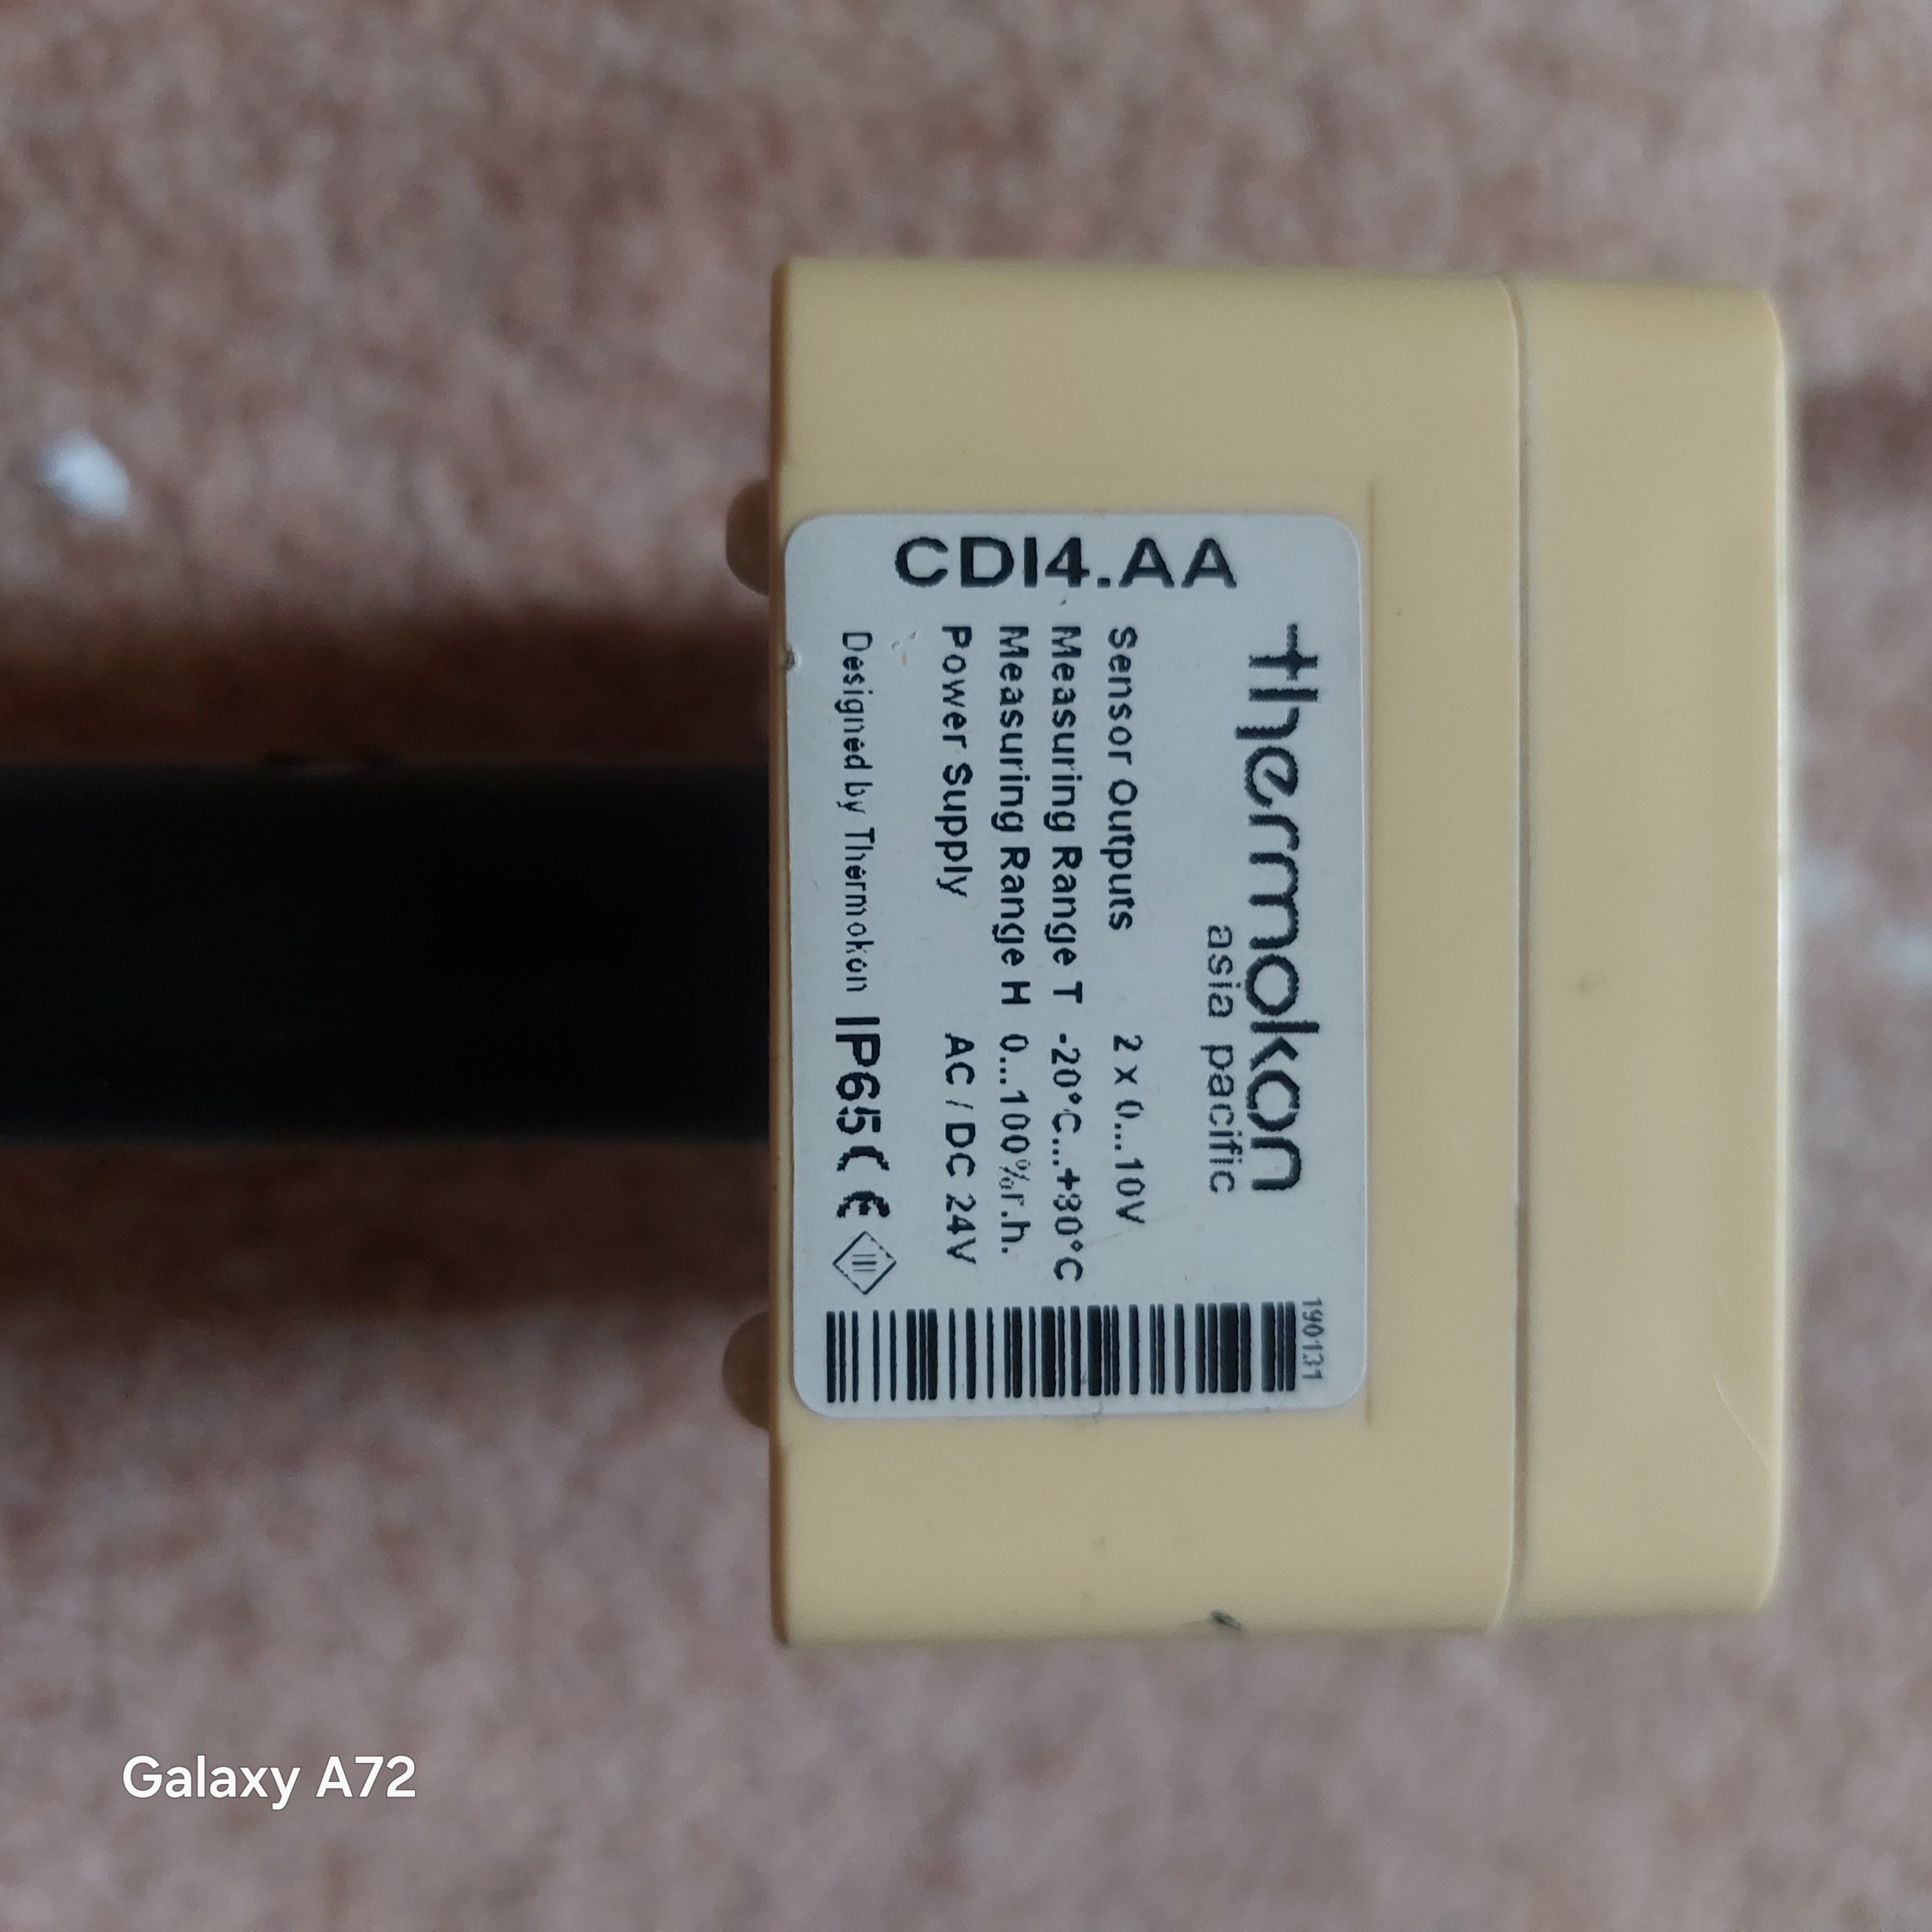 thermokon
asia pacific
190131
CDI4.AA
Sensor Outputs 2 x 0...10V
Measuring Range T -20°C...+80°C
Measuring Range H 0...100%r.h.
Power Supply AC / DC 24V
Designed by Thermokon IP65 CE
Galaxy A72